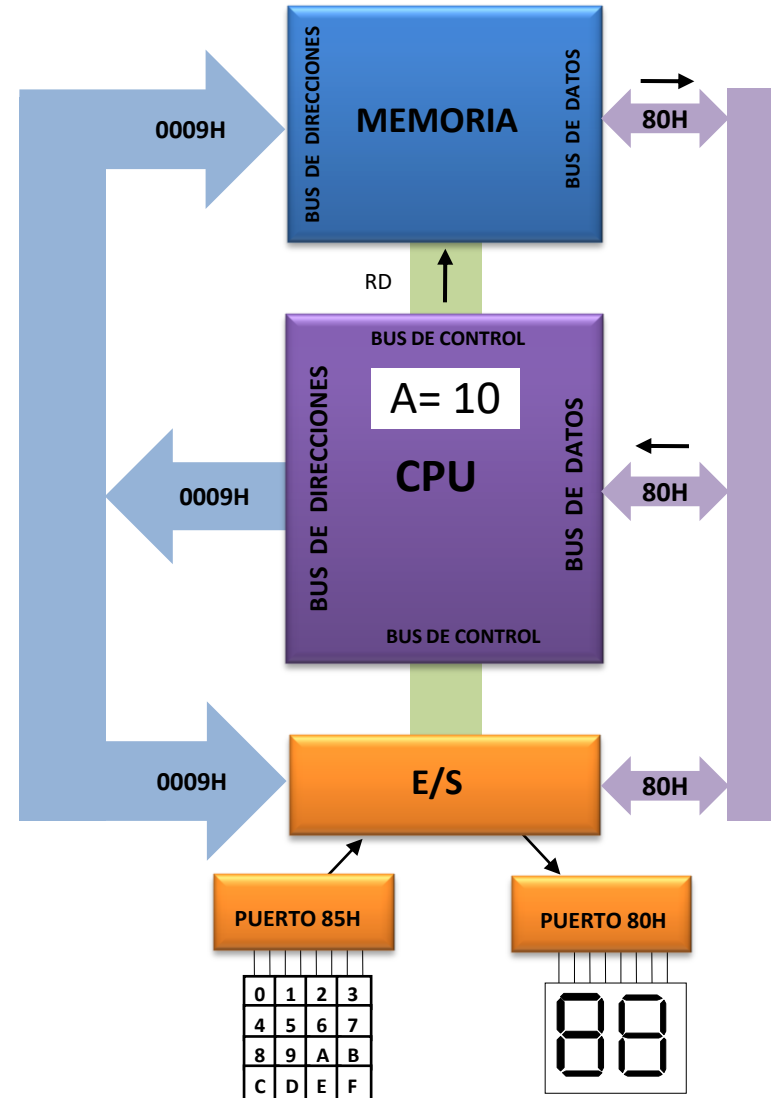 0009H
BUS DE DIRECCIONES
MEMORIA
BUS DE DATOS
80H
RD
BUS DE CONTROL
A= 10
CPU
BUS DE DIRECCIONES
BUS DE DATOS
0009H
80H
BUS DE CONTROL
0009H
E/S
80H
PUERTO 85H
PUERTO 80H
0 1 2 3
4 5 6 7
8 9 A B
C D E F
88